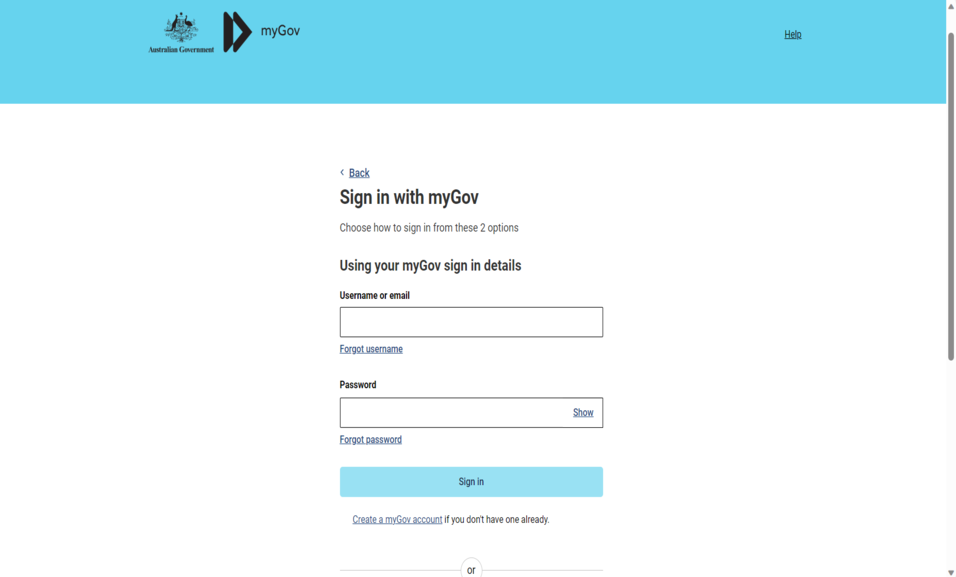 Australian Government
myGov
Help
Back
Sign in with myGov
Choose how to sign in from these 2 options
Using your myGov sign in details
Username or email
Forgot username
Password
Show
Forgot password
Sign in
Create a myGov account if you don't have one already.
or